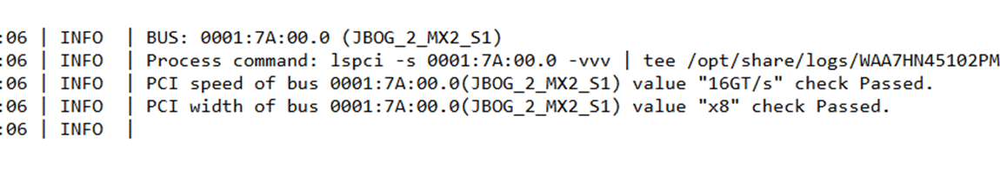 :06 | INFO  | BUS: 0001:7A:00.0 (JBOG_2_MX2_S1)
:06 | INFO  | Process command: lspci -s 0001:7A:00.0 -vvv | tee /opt/share/logs/WAA7HN45102PM
:06 | INFO  | PCI speed of bus 0001:7A:00.0(JBOG_2_MX2_S1) value "16GT/s" check Passed.
:06 | INFO  | PCI width of bus 0001:7A:00.0(JBOG_2_MX2_S1) value "x8" check Passed.
:06 | INFO  |